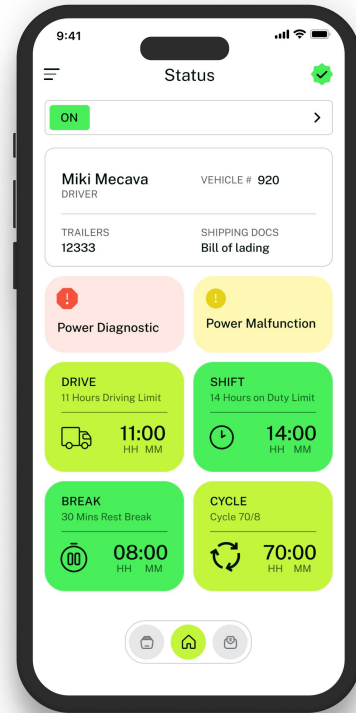 9:41
Status
ON
Miki Mecava
DRIVER
VEHICLE # 920
TRAILERS
12333
SHIPPING DOCS
Bill of lading
Power Diagnostic
Power Malfunction
DRIVE
11 Hours Driving Limit
11:00
HH MM
SHIFT
14 Hours on Duty Limit
14:00
HH MM
BREAK
30 Mins Rest Break
08:00
HH MM
CYCLE
Cycle 70/8
70:00
HH MM